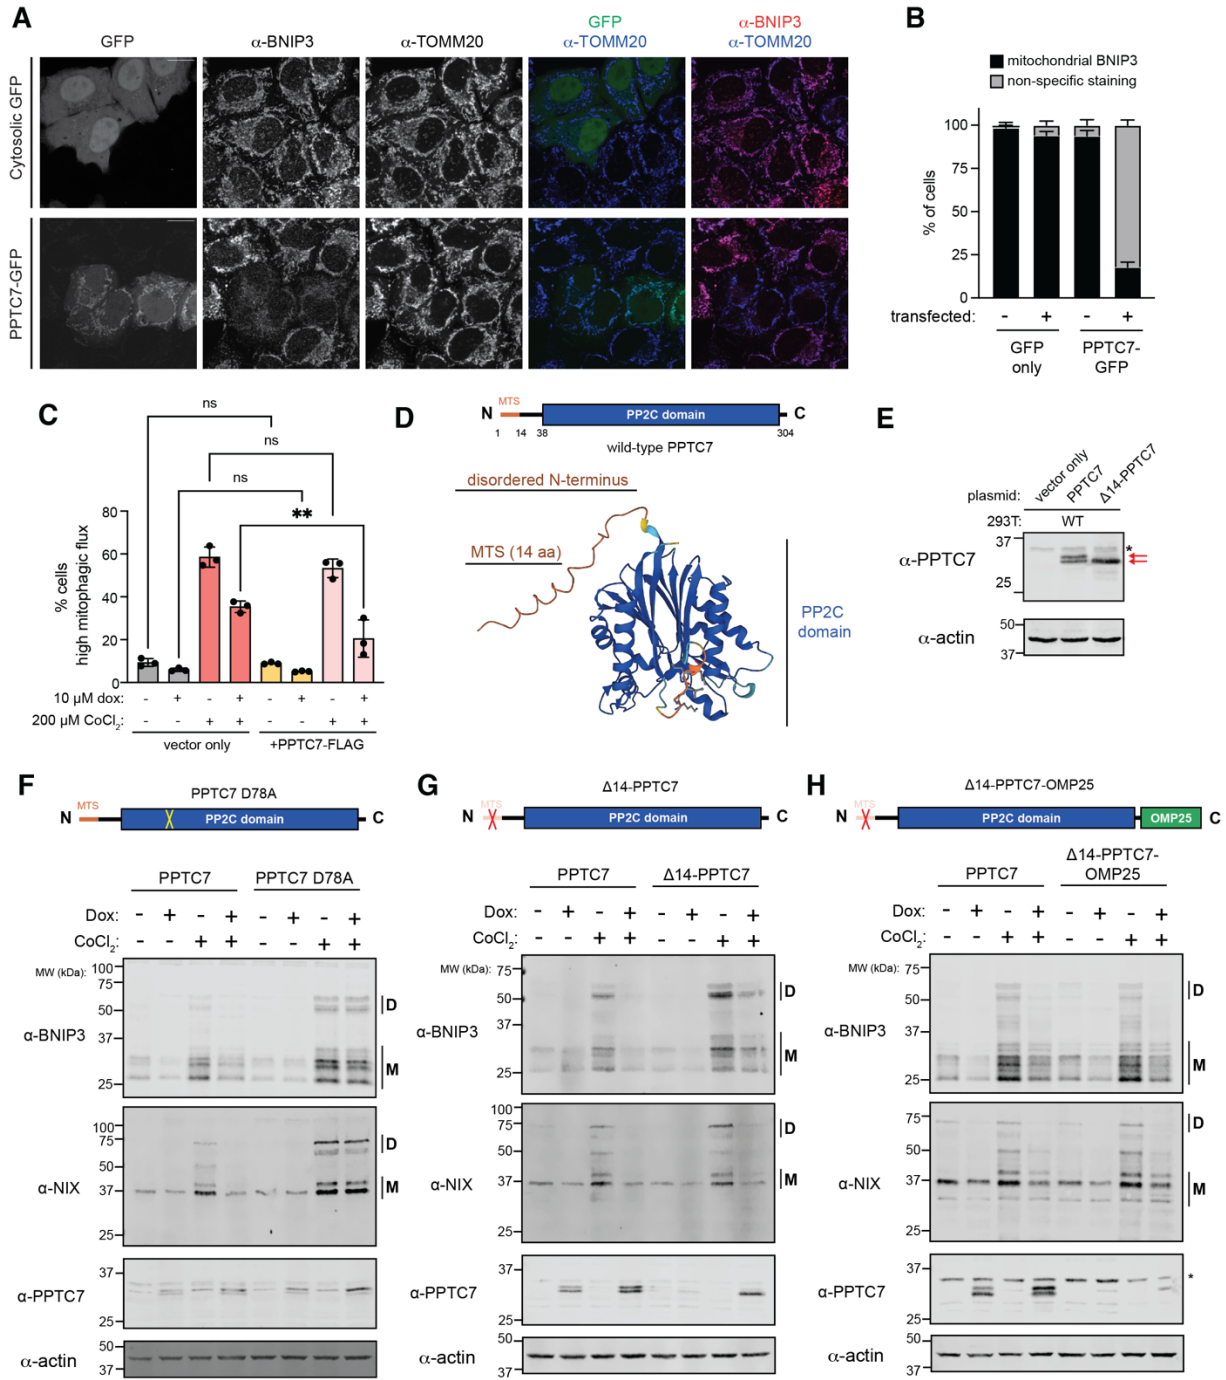 A
GFP
α-BNIP3
α-TOMM20
GFP
α-TOMM20
α-BNIP3
α-TOMM20
Cytosolic GFP
PPTC7-GFP
B
mitochondrial BNIP3
non-specific staining
% of cells
100
75
50
25
0
transfected: - + - +
GFP only
PPTC7-GFP
C
ns
ns
ns
**
% cells
high mitophagic flux
80
60
40
20
0
10 µM dox: - + - + - + - +
200 µM CoCl2: - - + + - - + +
vector only
+PPTC7-FLAG
D
N MTS PP2C domain C
1 14 38 304
wild-type PPTC7
disordered N-terminus
MTS (14 aa)
PP2C
domain
E
plasmid: vector only PPTC7 Δ14-PPTC7
293T: WT
37
*
α-PPTC7
25
50
α-actin
37
F
PPTC7 D78A
N MTS PP2C domain C
PPTC7 PPTC7 D78A
Dox: - + - + - + - +
CoCl2: - - + + - - + +
MW (kDa): 100
75
50 D
α-BNIP3 37
M
25
100
75 D
50
α-NIX 37 M
25
37
α-PPTC7
25
50
α-actin
37
G
Δ14-PPTC7
N MTS PP2C domain C
PPTC7 Δ14-PPTC7
Dox: - + - + - + - +
CoCl2: - - + + - - + +
MW (kDa): 75
50 D
37
α-BNIP3
M
25
100
75 D
50
α-NIX 37 M
25
37
α-PPTC7
25
50
α-actin
37
H
Δ14-PPTC7-OMP25
N MTS PP2C domain OMP25 C
PPTC7 Δ14-PPTC7-
OMP25
Dox: - + - + - + - +
CoCl2: - - + + - - + +
MW (kDa): 75
D
50
α-BNIP3 37
M
25
75 D
50
α-NIX 37 M
25
37 *
α-PPTC7
25
50
α-actin
37